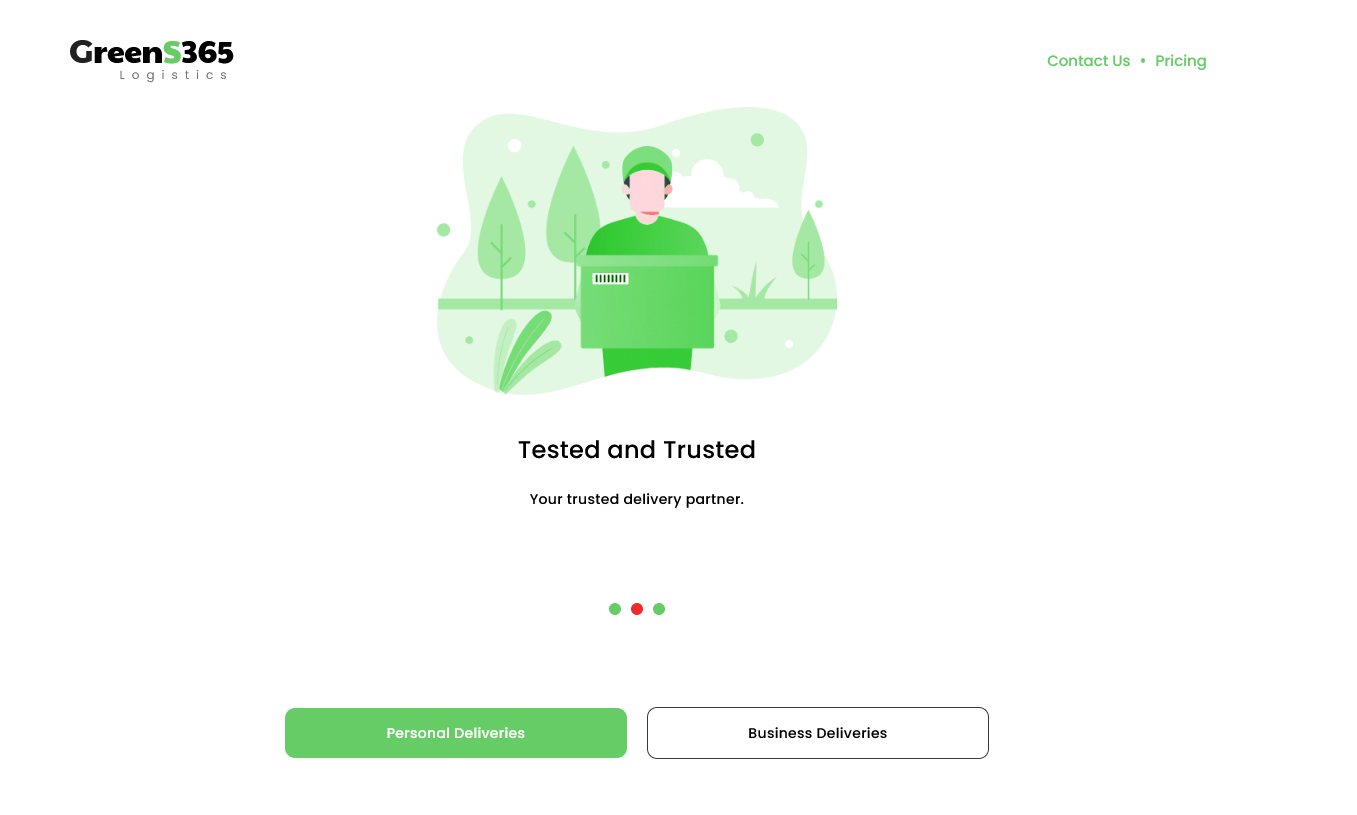 GreenS365
Logistics
Contact Us • Pricing
Tested and Trusted
Your trusted delivery partner.
Personal Deliveries
Business Deliveries